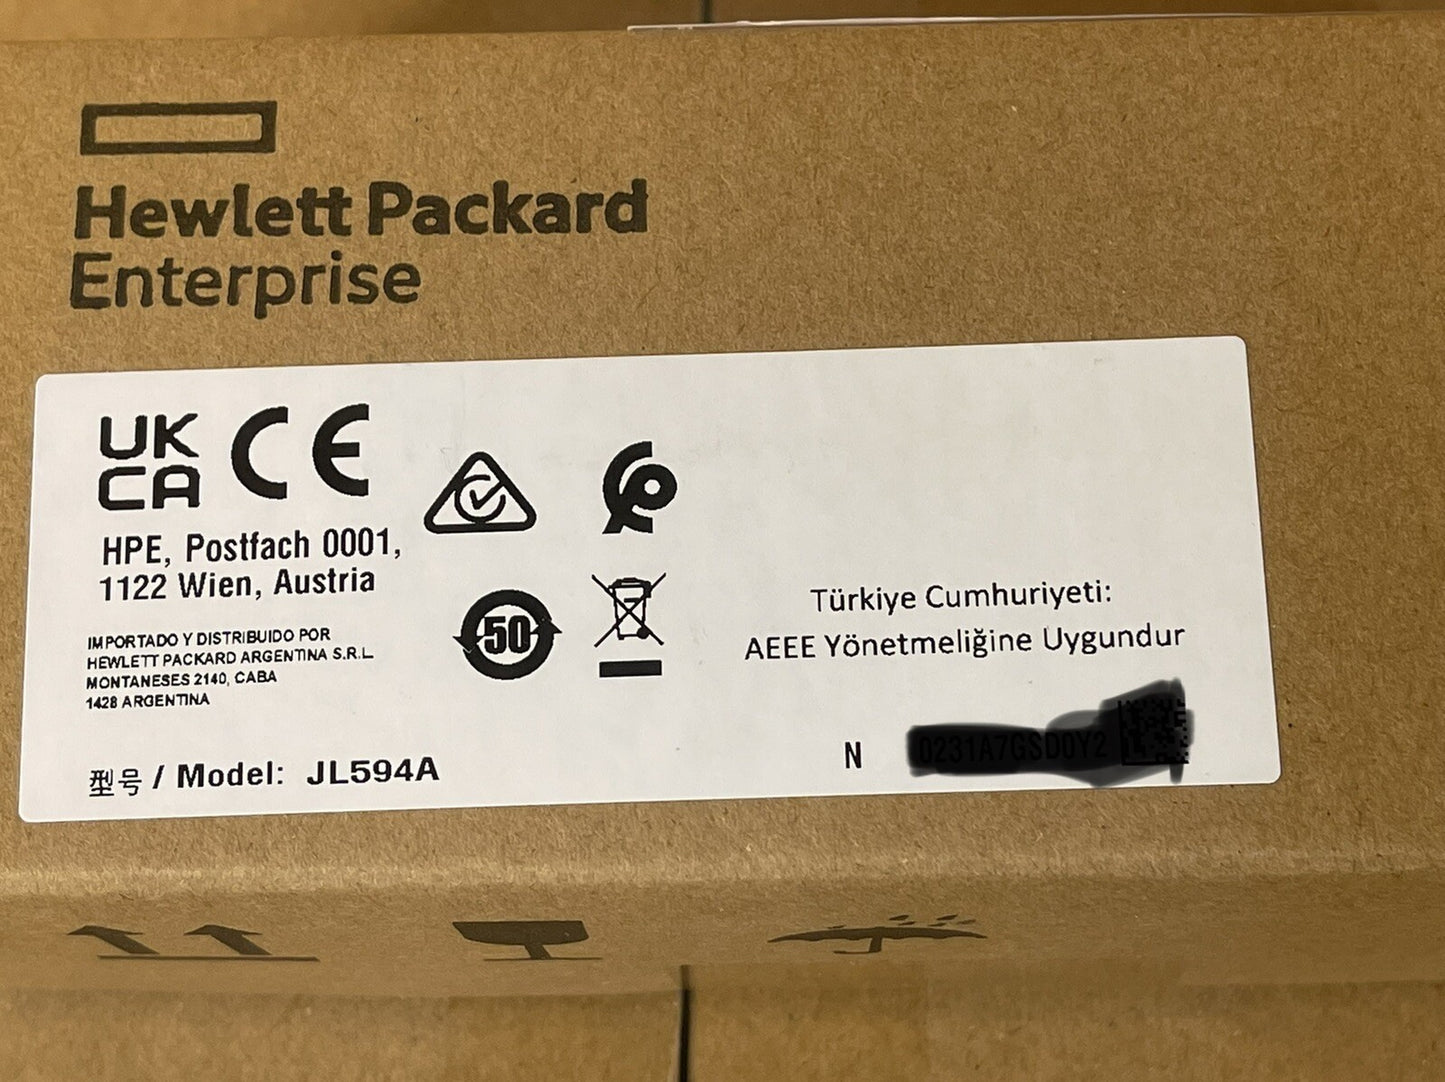 Hewlett Packard
Enterprise
UK
CA
CE
HPE, Postfach 0001,
1122 Wien, Austria
IMPORTADO Y DISTRIBUIDO POR
HEWLETT PACKARD ARGENTINA S.R.L
MONTANESES 2140, CABA
1428 ARGENTINA
50
Türkiye Cumhuriyeti:
AEEE Yönetmeliğine Uygundur
型号 / Model: JL594A
N